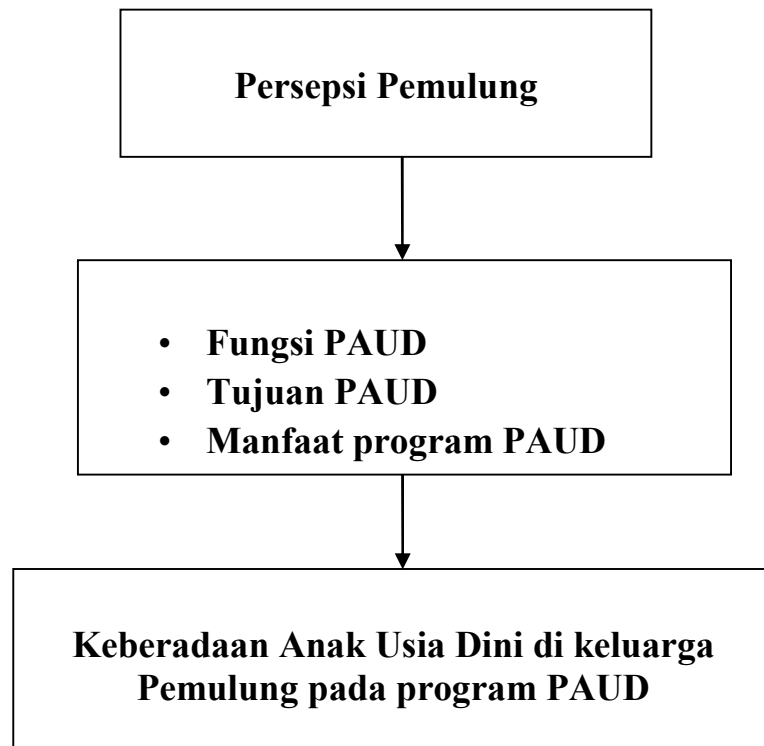 Persepsi Pemulung
• Fungsi PAUD
• Tujuan PAUD
• Manfaat program PAUD
Keberadaan Anak Usia Dini di keluarga
Pemulung pada program PAUD